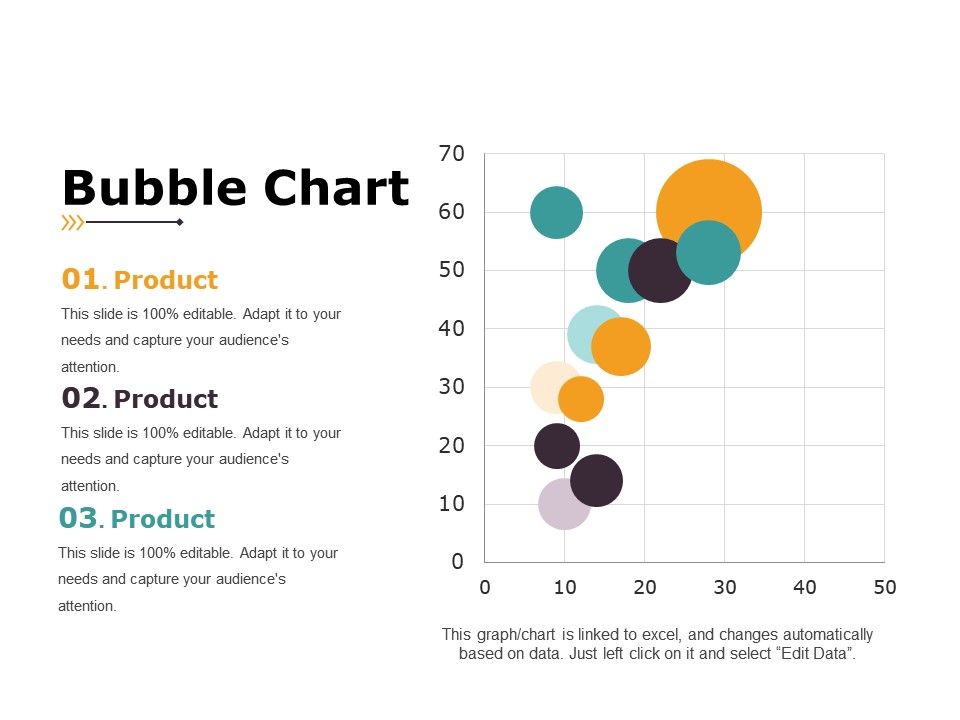 Bubble Chart
01. Product
This slide is 100% editable. Adapt it to your
needs and capture your audience's
attention.
02. Product
This slide is 100% editable. Adapt it to your
needs and capture your audience's
attention.
03. Product
This slide is 100% editable. Adapt it to your
needs and capture your audience's
attention.
70
60
50
40
30
20
10
0
0 10 20 30 40 50
This graph/chart is linked to excel, and changes automatically
based on data. Just left click on it and select “Edit Data”.